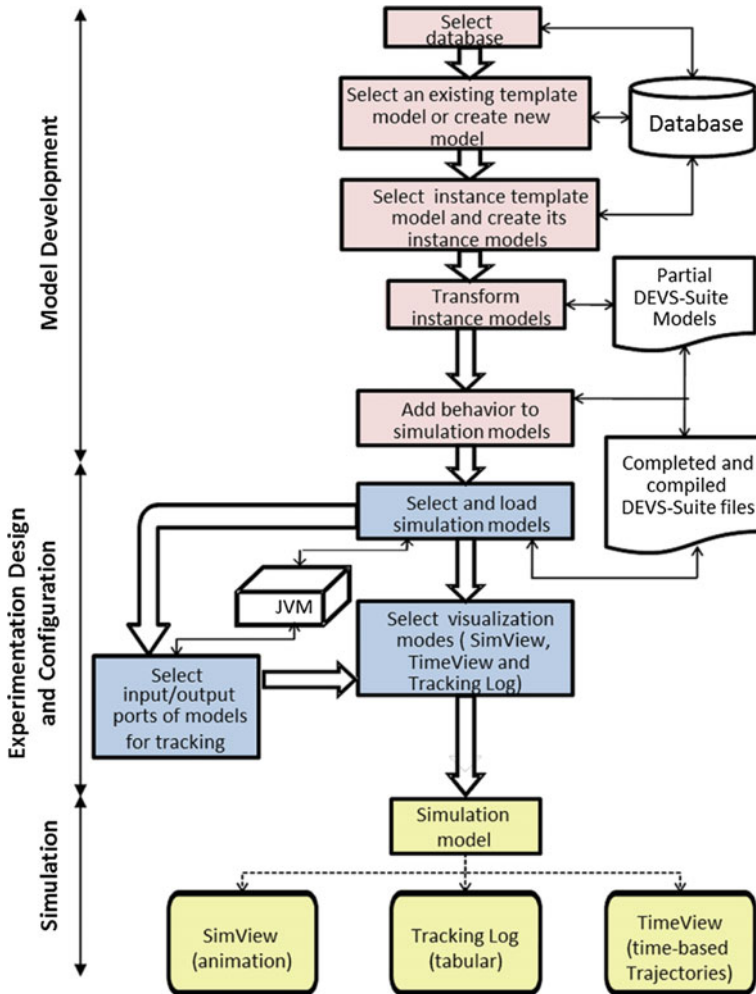 Model Development
Select
database
Select an existing template
model or create new
model
Database
Select instance template
model and create its
instance models
Transform
instance models
Partial
DEVS-Suite
Models
Add behavior to
simulation models
Completed and
compiled
DEVS-Suite files
Experimentation Design
and Configuration
Select and load
simulation models
JVM
Select
input/output
ports of models
for tracking
Select visualization
modes ( SimView,
TimeView and
Tracking Log)
Simulation
Simulation
model
SimView
(animation)
Tracking Log
(tabular)
TimeView
(time-based
Trajectories)